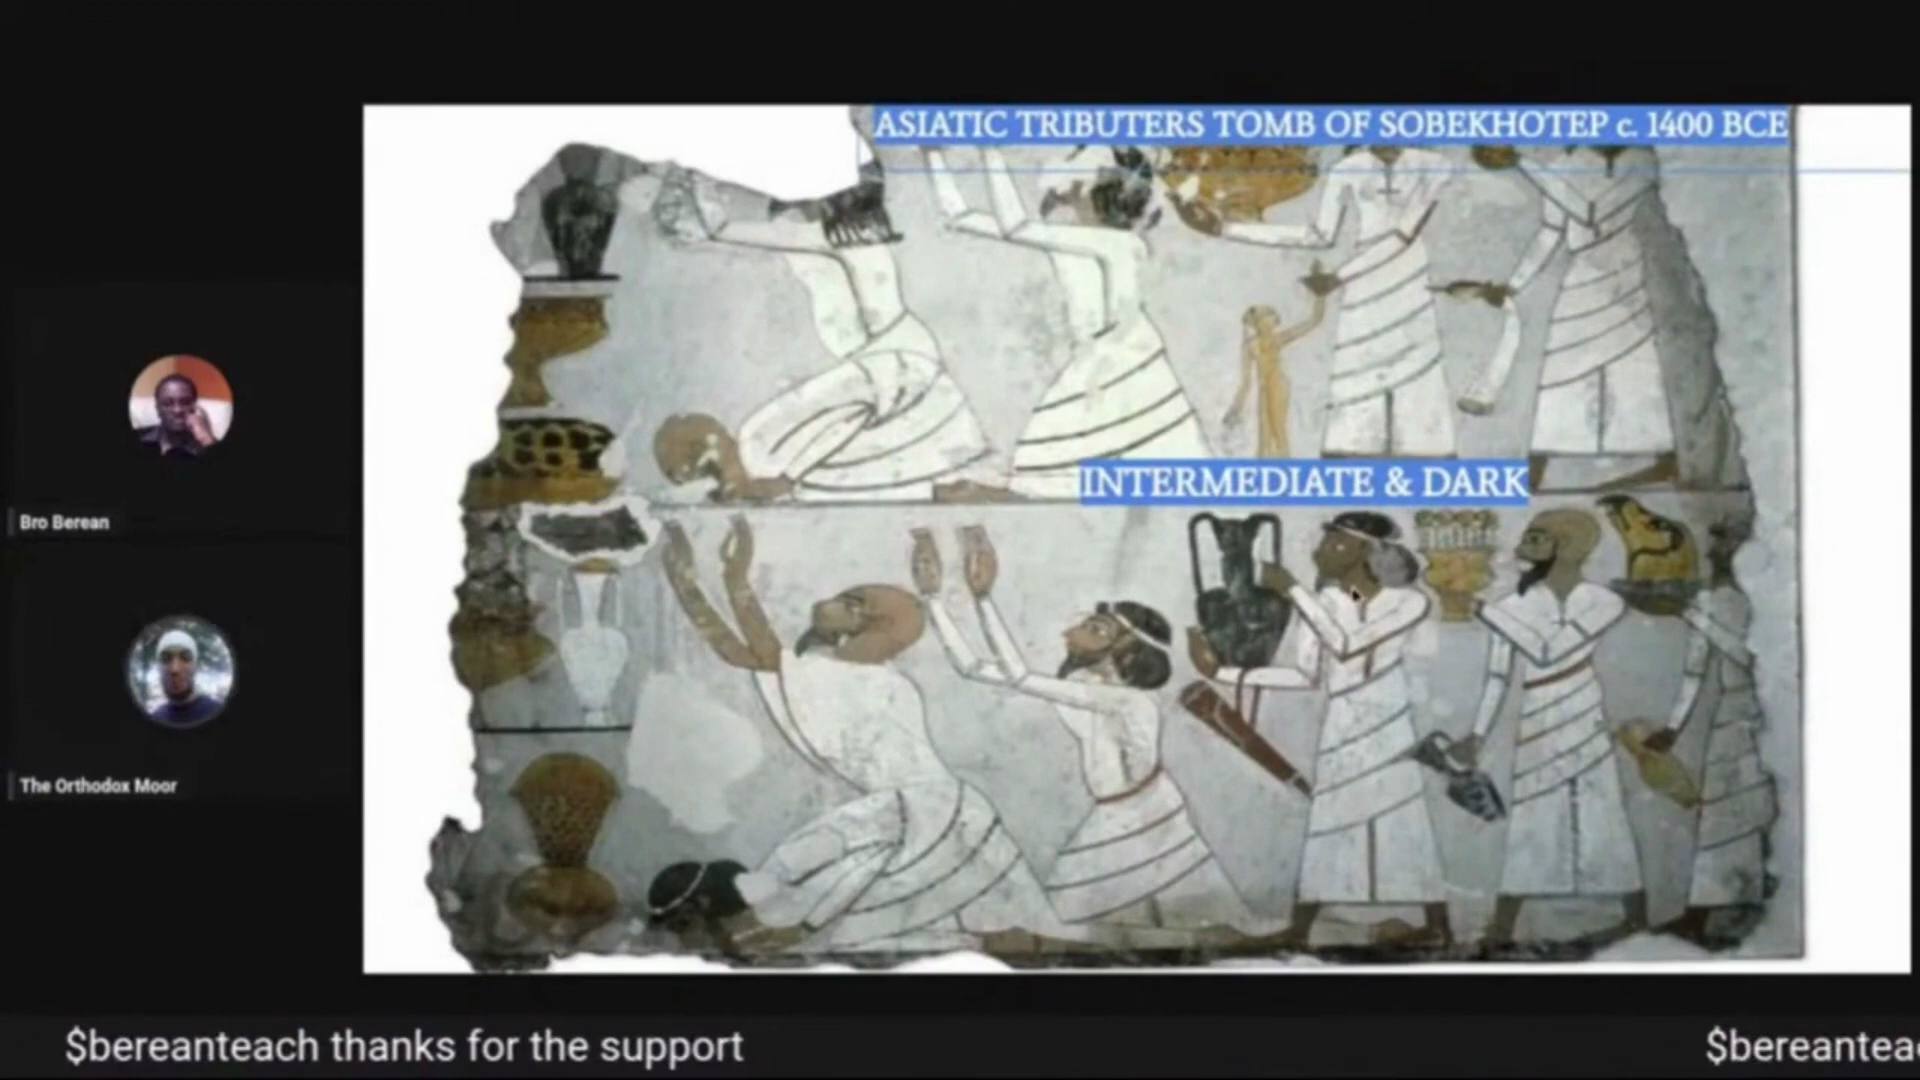 ASIATIC TRIBUTERS TOMB OF SOBEKHOTEP c. 1400 BCE
INTERMEDIATE & DARK
Bro Berean
The Orthodox Moor
$bereanteach thanks for the support
$bereanteac